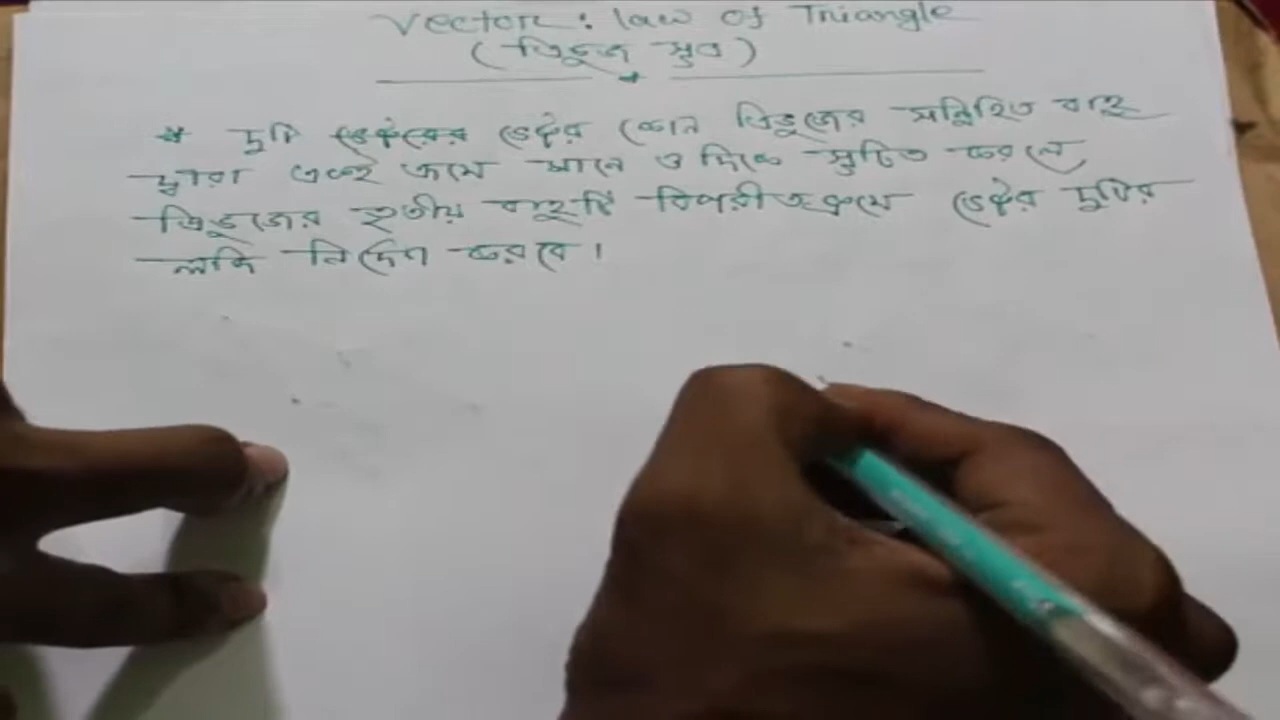 Vector: law of Triangle
(ত্রিভুজ সুত্র)
* দুটি ভেক্টরের ভেক্টর কোন ত্রিভুজের সন্নিহিত বাহু
দ্বারা একই ক্রমে মানে ও দিকে সুচিত করলে
ত্রিভুজের তৃতীয় বাহুটি বিপরীতক্রমে ভেক্টর দুটির
লব্দি নির্দেশ করবে।